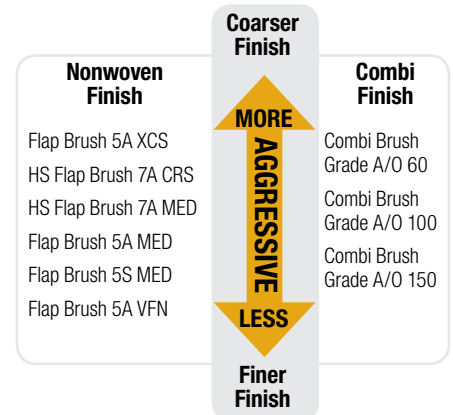 Coarser
Finish
Nonwoven
Finish
Flap Brush 5A XCS
HS Flap Brush 7A CRS
HS Flap Brush 7A MED
Flap Brush 5A MED
Flap Brush 5S MED
Flap Brush 5A VFN
MORE
AGGRESSIVE
LESS
Combi
Finish
Combi Brush
Grade A/O 60
Combi Brush
Grade A/O 100
Combi Brush
Grade A/O 150
Finer
Finish